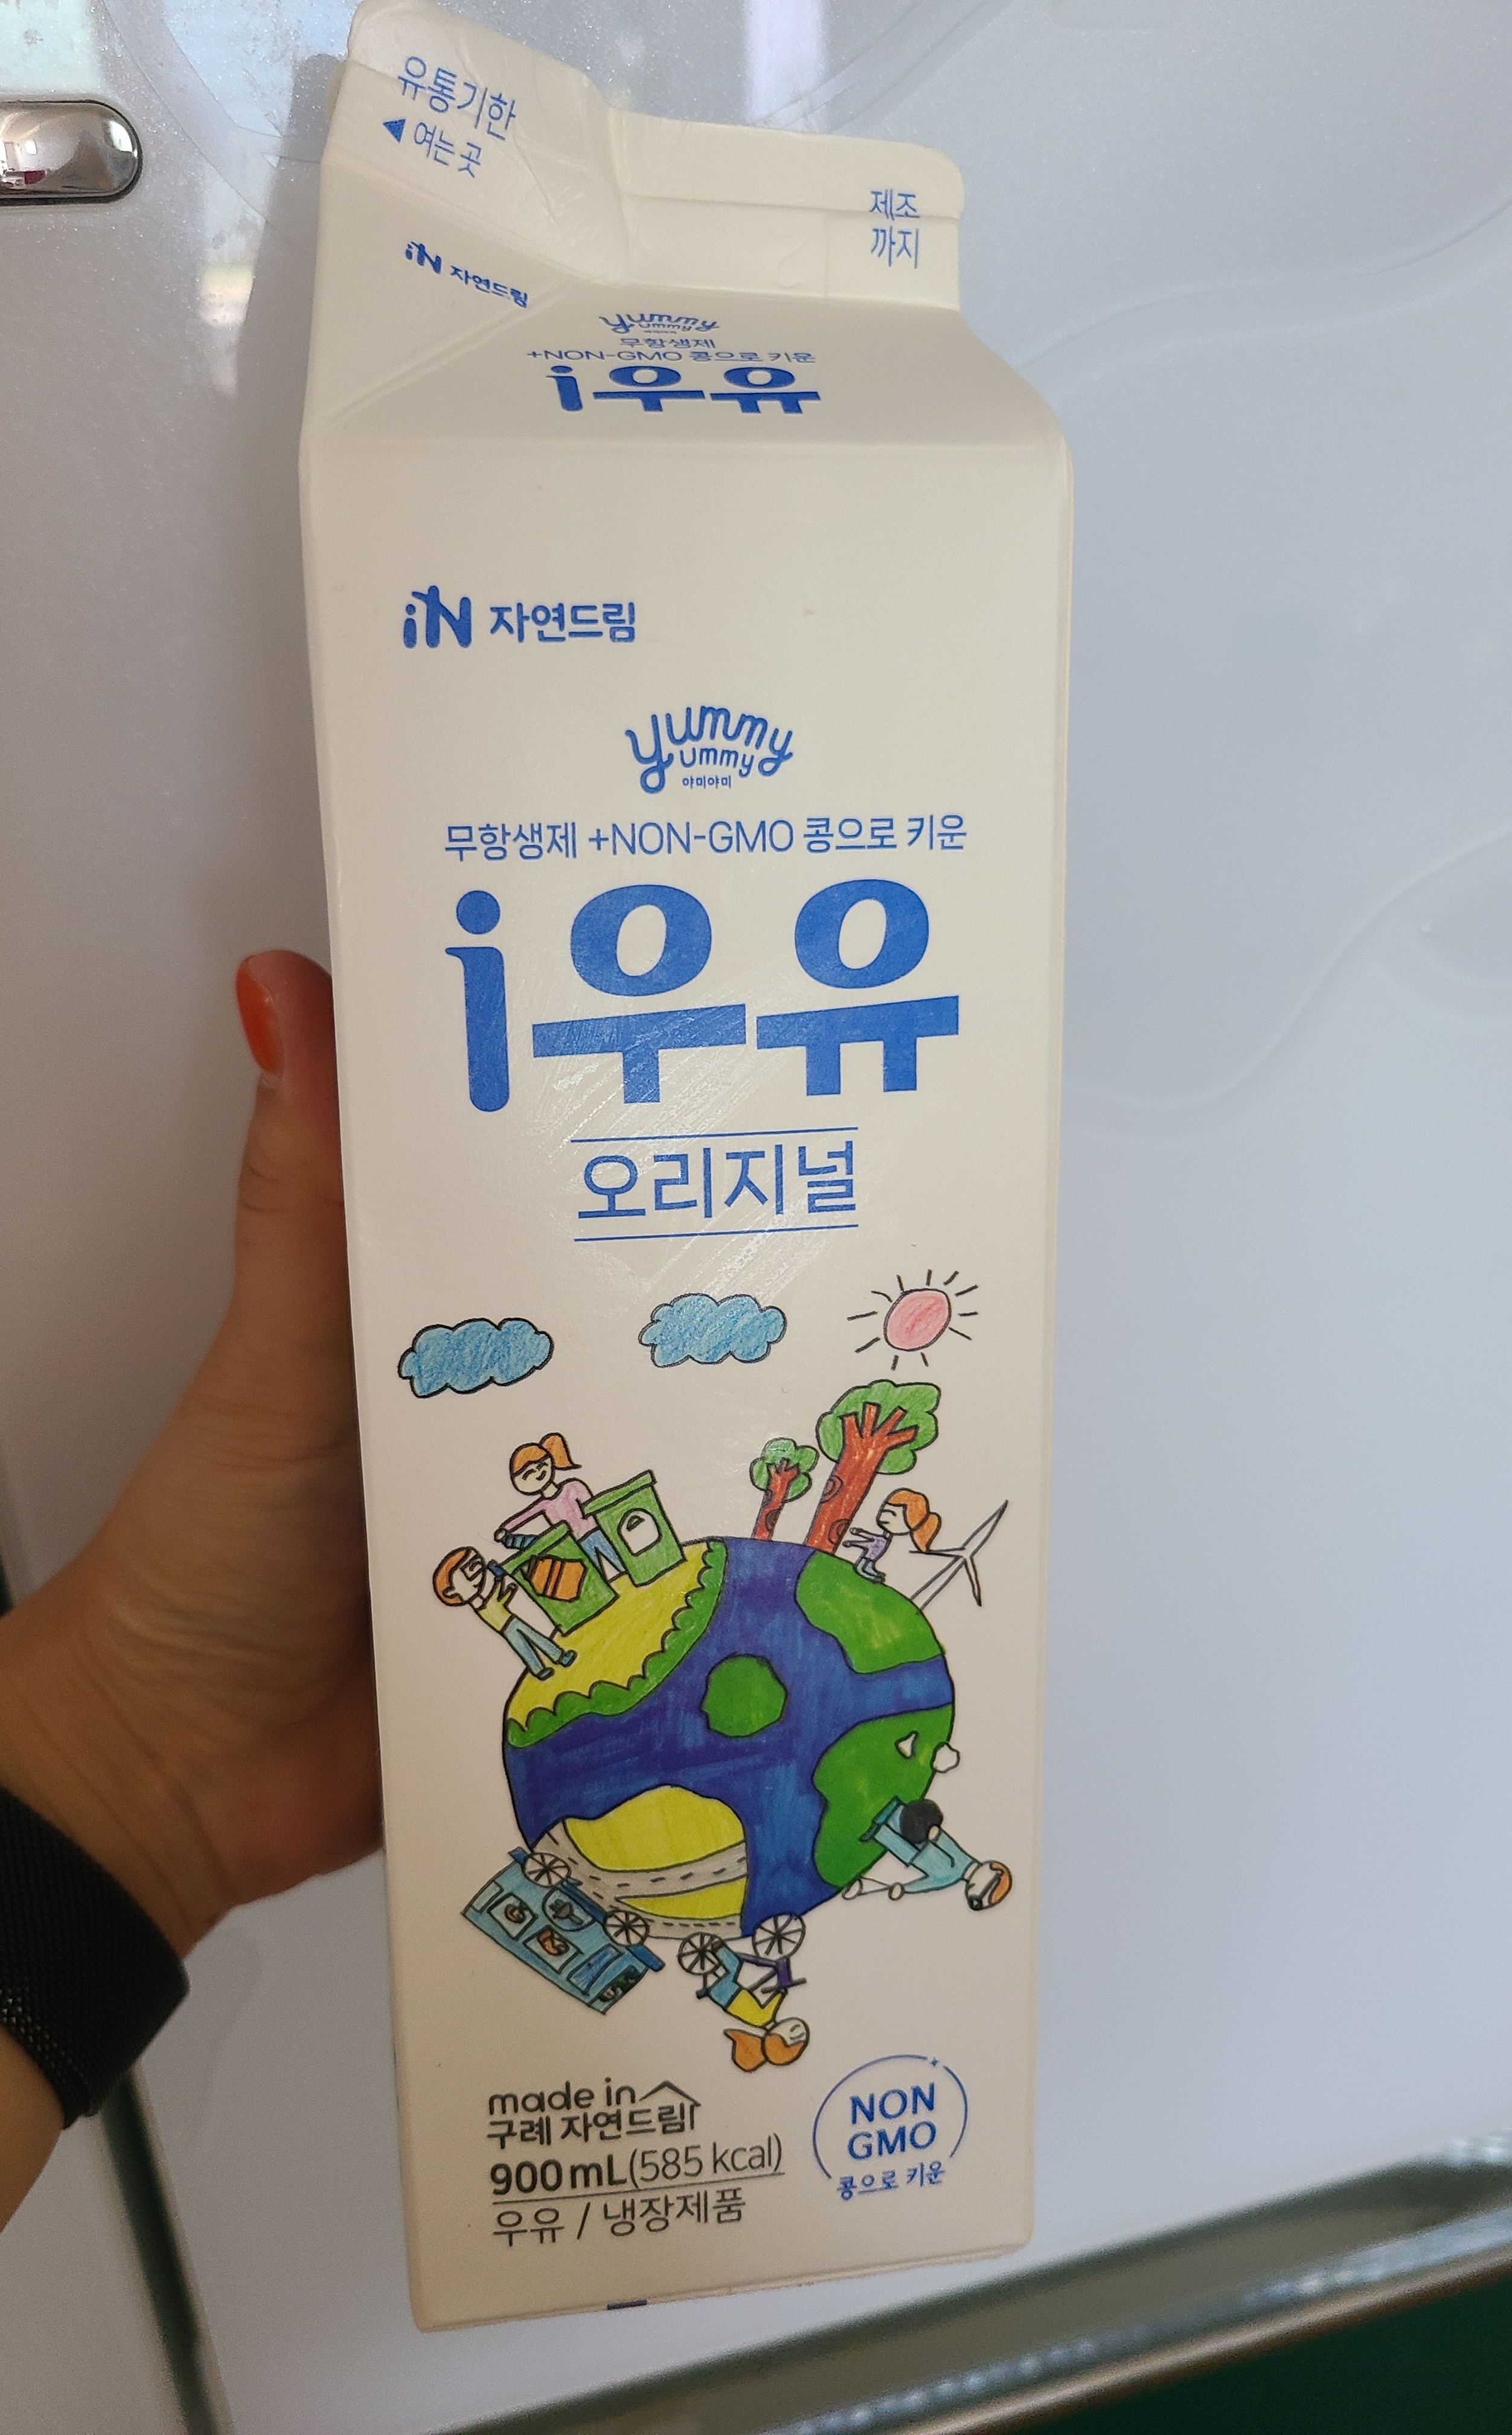 유통기한
◀ 여는 곳
제조
까지
iN 자연드림
yummy
ummy
무항생제
+NON-GMO 콩으로 키운
i우유
iN 자연드림
yummy
ummy
야미야미
무항생제 +NON-GMO 콩으로 키운
i우유
오리지널
made in
구례 자연드림
900mL(585 kcal)
우유 / 냉장제품
NON
GMO
콩으로 키운